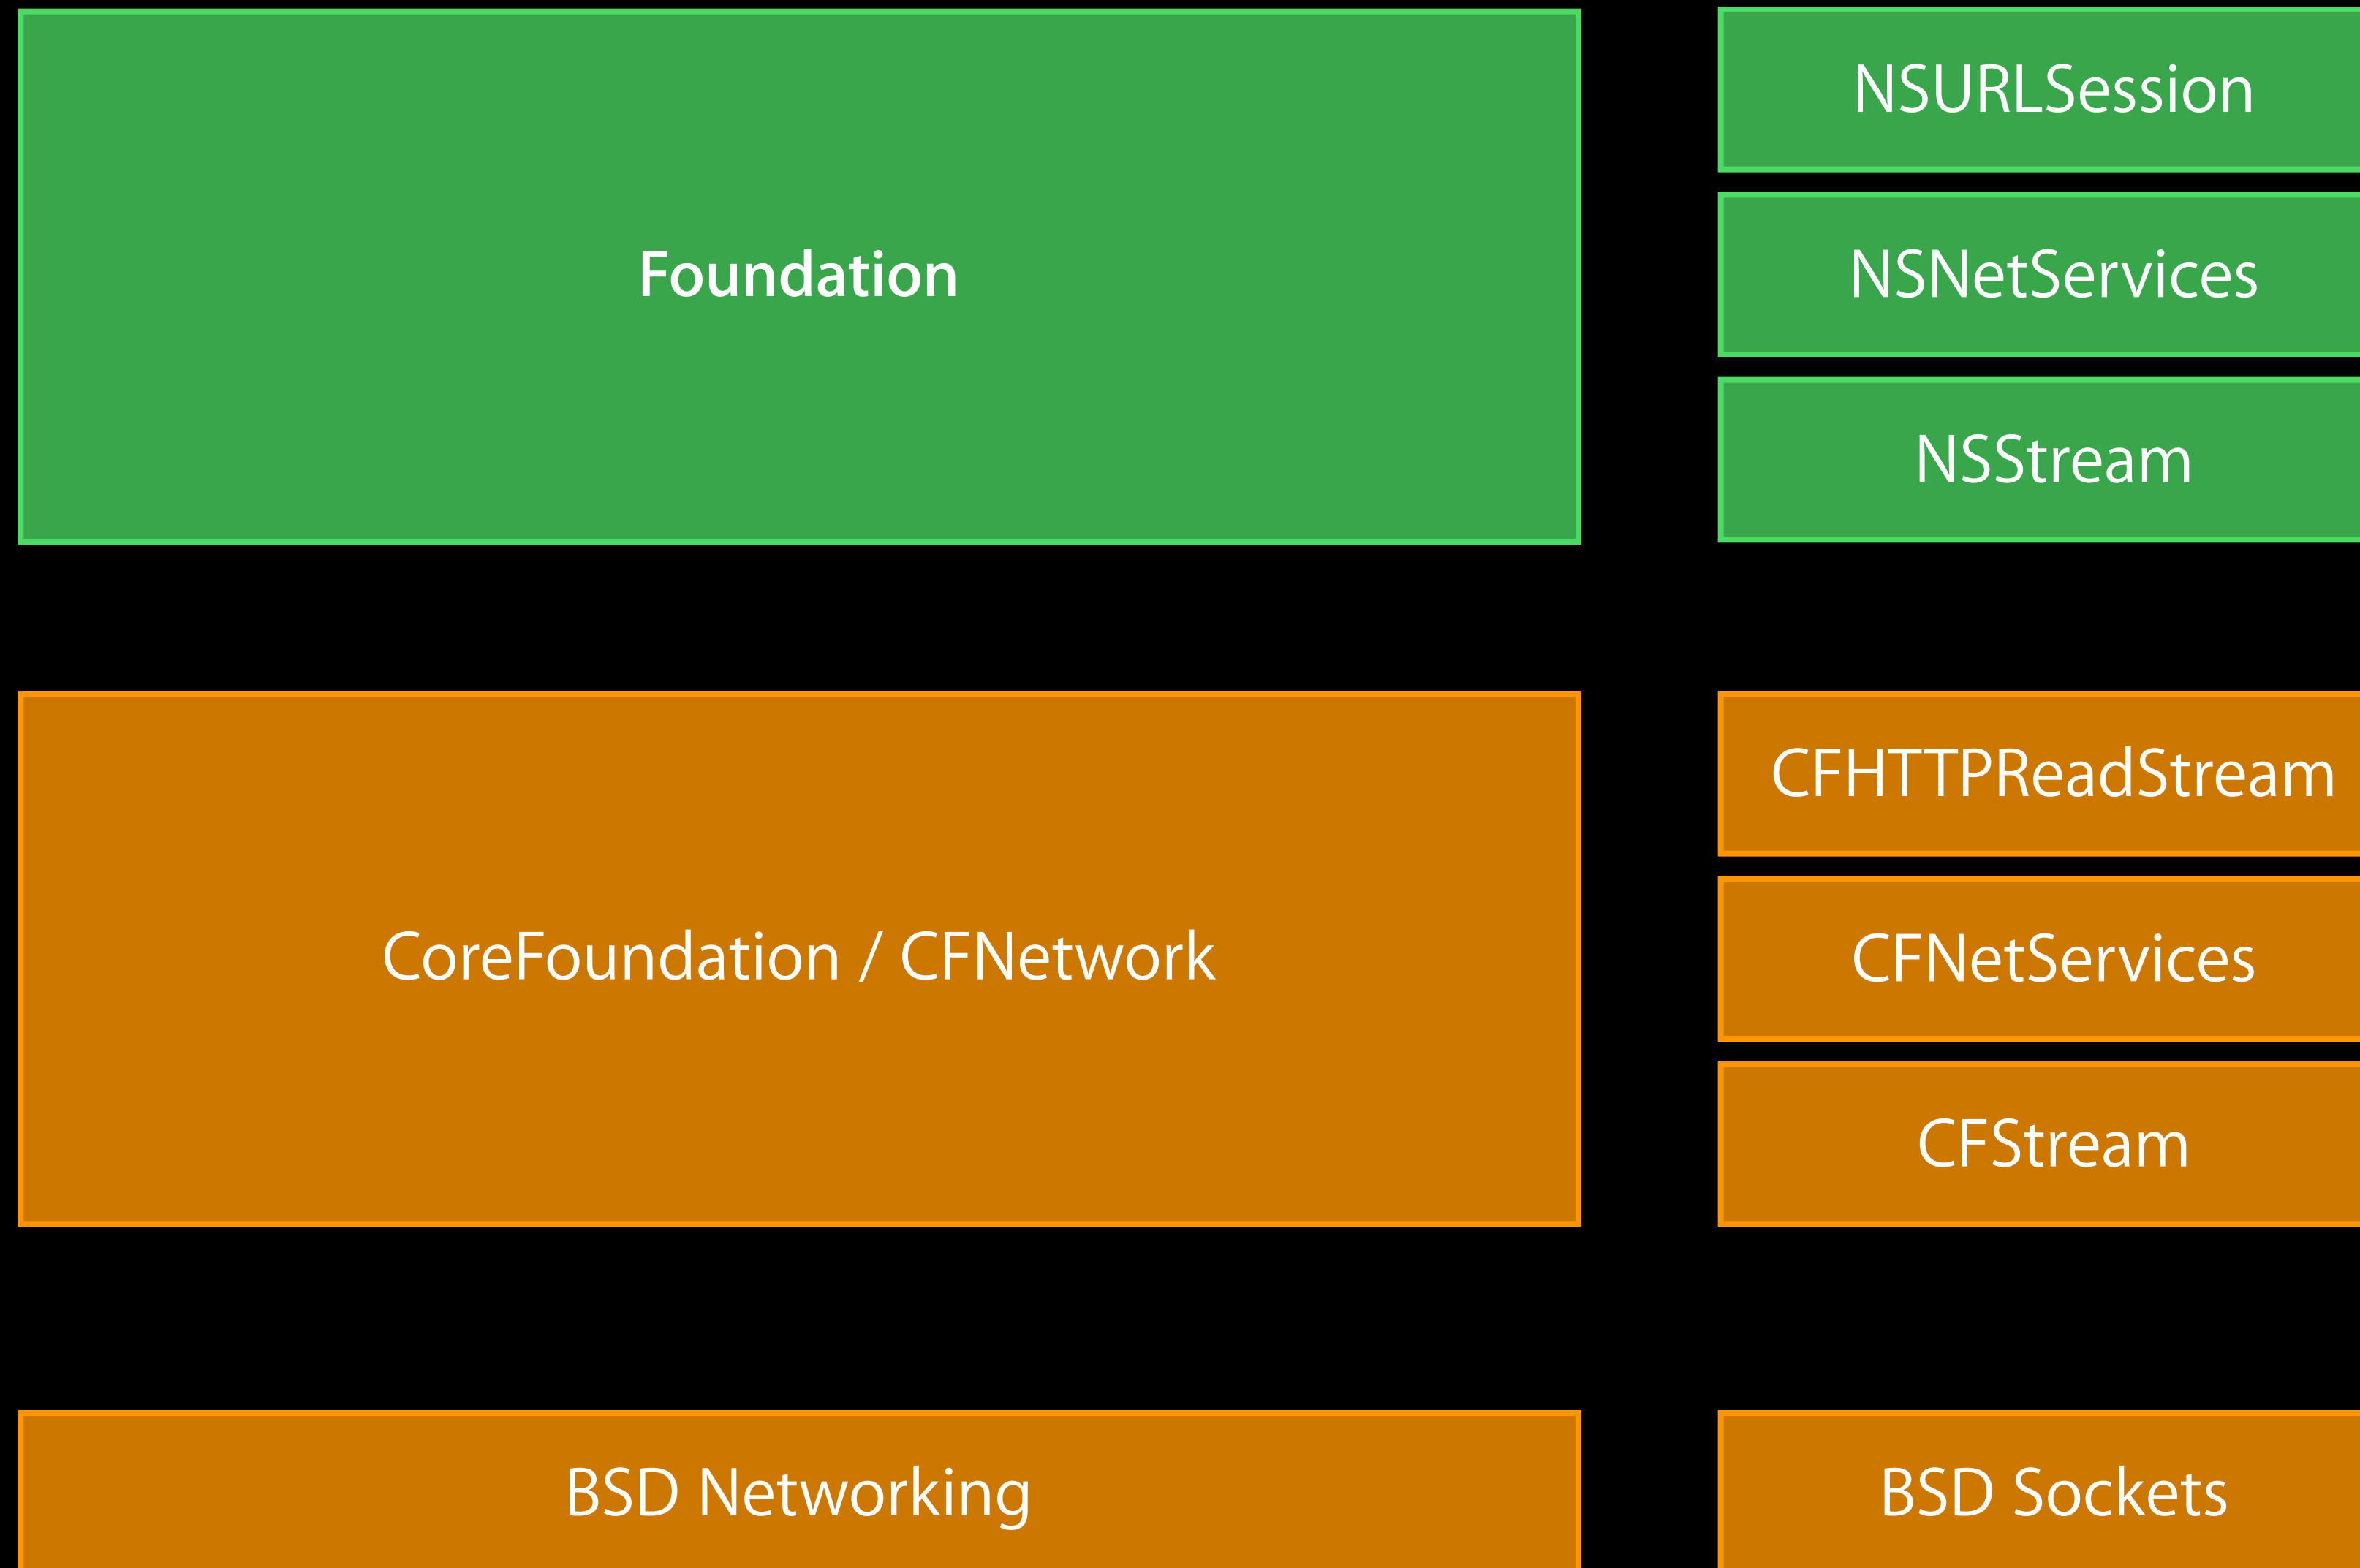 Foundation
NSURLSession
NSNetServices
NSStream
CoreFoundation / CFNetwork
CFHTTPReadStream
CFNetServices
CFStream
BSD Networking
BSD Sockets